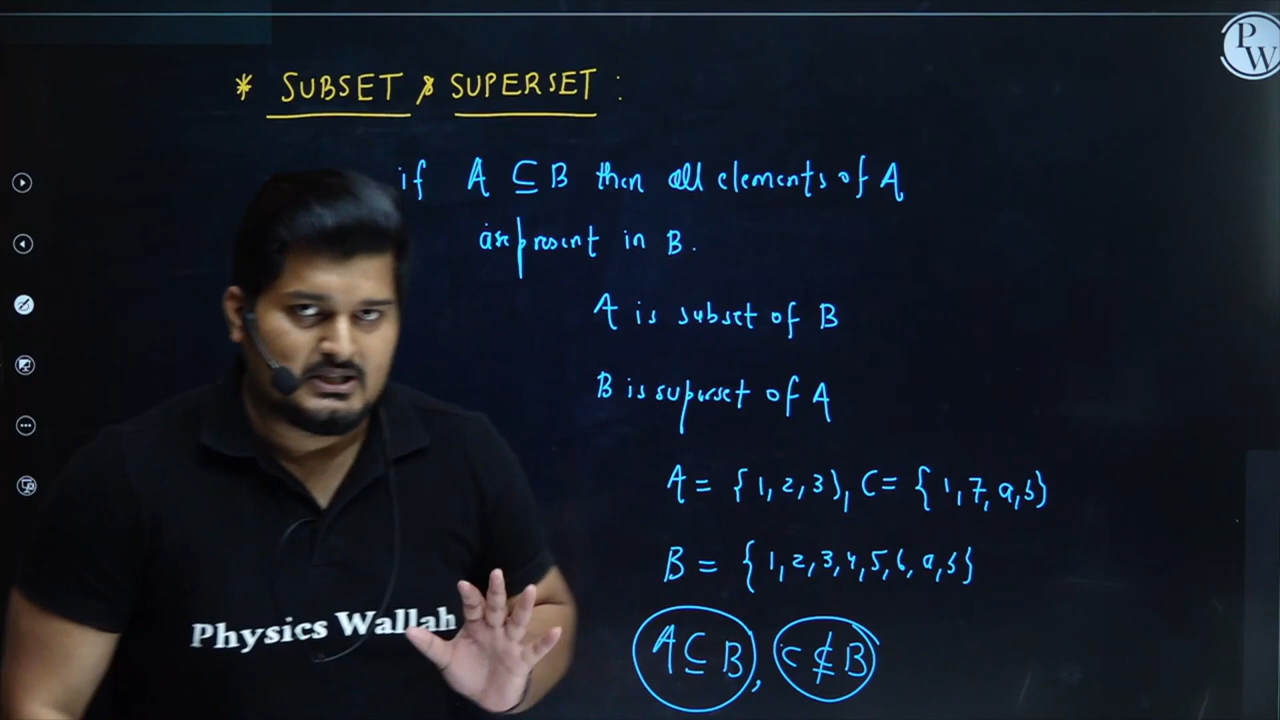 PW
* SUBSET & SUPERSET :
if A ⊆ B then all elements of A
are present in B.
A is subset of B
B is superset of A
A = {1, 2, 3}, C = {1, 7, a, b}
B = {1, 2, 3, 4, 5, 6, a, b}
A ⊆ B, C ⊄ B
Physics Wallah